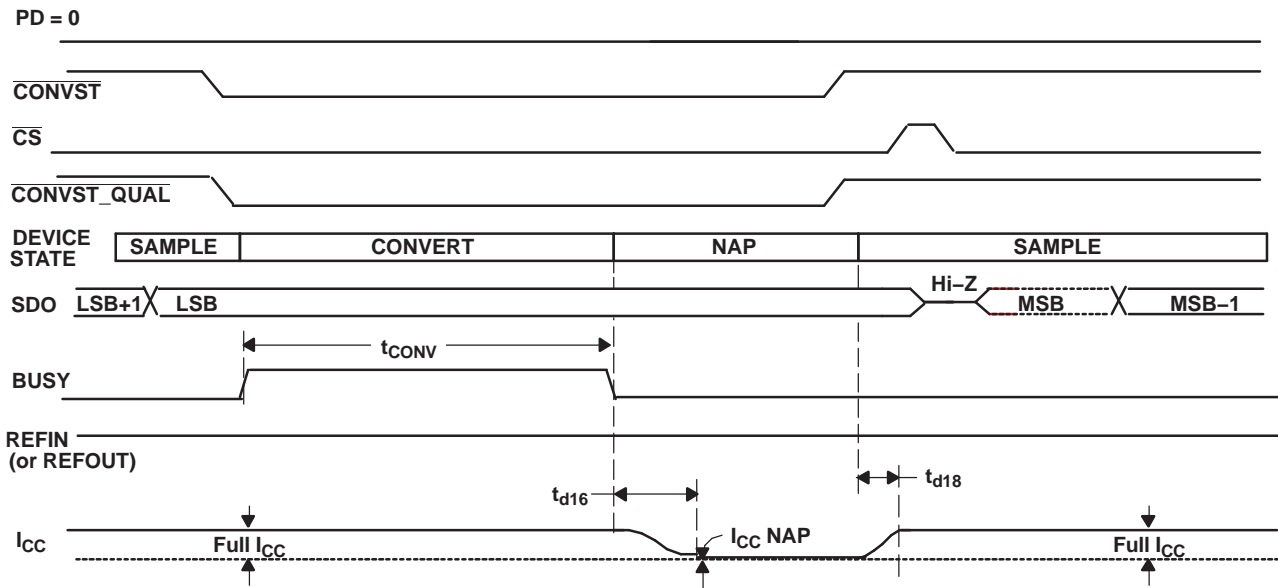 PD = 0
CONVST
CS
CONVST_QUAL
DEVICE STATE
SAMPLE
CONVERT
NAP
SAMPLE
SDO
LSB+1
LSB
Hi–Z
MSB
MSB–1
tCONV
BUSY
REFIN
(or REFOUT)
td16
td18
ICC
Full ICC
ICC NAP
Full ICC